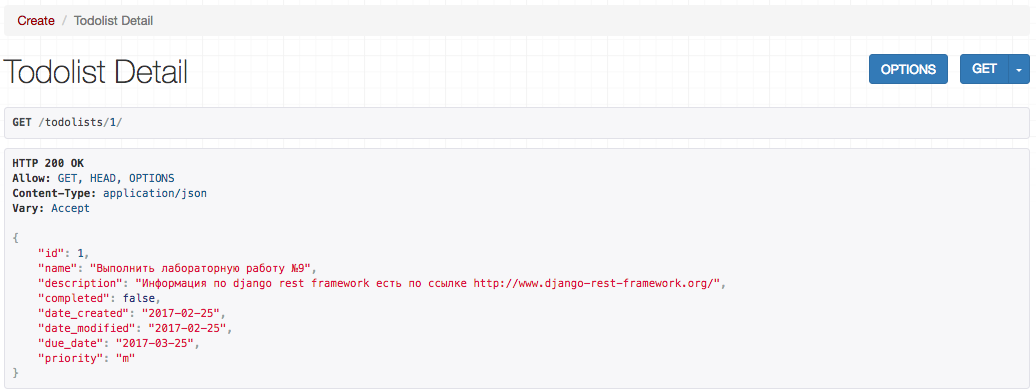 Create / Todolist Detail
Todolist Detail
OPTIONS
GET
GET /todolists/1/
HTTP 200 OK
Allow: GET, HEAD, OPTIONS
Content-Type: application/json
Vary: Accept
{
    "id": 1,
    "name": "Выполнить лабораторную работу №9",
    "description": "Информация по django rest framework есть по ссылке http://www.django-rest-framework.org/",
    "completed": false,
    "date_created": "2017-02-25",
    "date_modified": "2017-02-25",
    "due_date": "2017-03-25",
    "priority": "m"
}